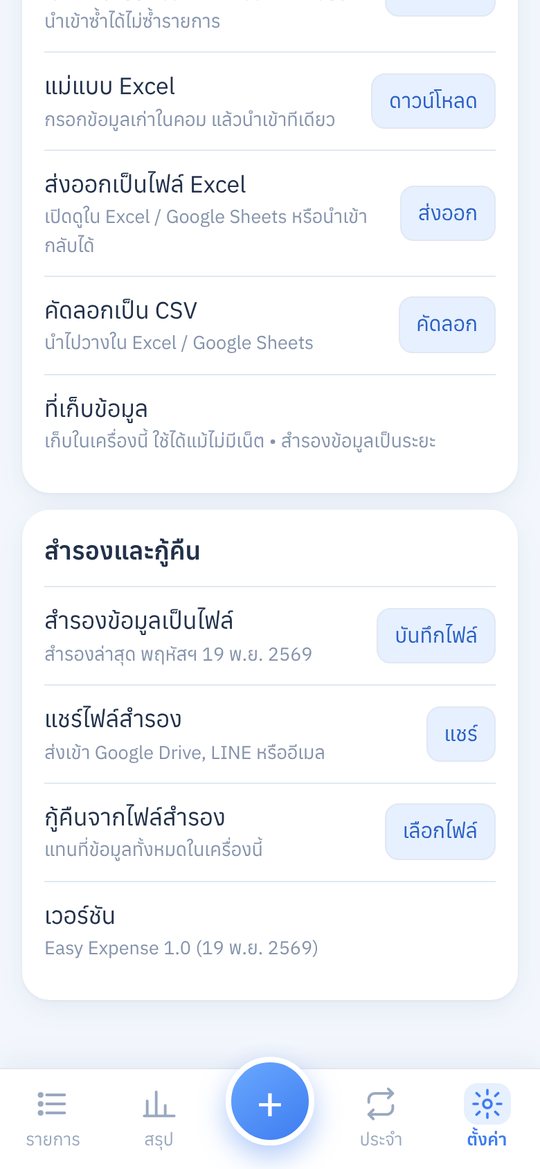 นำเข้าซ้ำได้ไม่ซ้ำรายการ
แม่แบบ Excel
กรอกข้อมูลเก่าในคอม แล้วนำเข้าทีเดียว
ดาวน์โหลด
ส่งออกเป็นไฟล์ Excel
เปิดดูใน Excel / Google Sheets หรือนำเข้า
กลับได้
ส่งออก
คัดลอกเป็น CSV
นำไปวางใน Excel / Google Sheets
คัดลอก
ที่เก็บข้อมูล
เก็บในเครื่องนี้ ใช้ได้แม้ไม่มีเน็ต • สำรองข้อมูลเป็นระยะ
สำรองและกู้คืน
สำรองข้อมูลเป็นไฟล์
สำรองล่าสุด พฤหัสฯ 19 พ.ย. 2569
บันทึกไฟล์
แชร์ไฟล์สำรอง
ส่งเข้า Google Drive, LINE หรืออีเมล
แชร์
กู้คืนจากไฟล์สำรอง
แทนที่ข้อมูลทั้งหมดในเครื่องนี้
เลือกไฟล์
เวอร์ชัน
Easy Expense 1.0 (19 พ.ย. 2569)
รายการ
สรุป
ประจำ
ตั้งค่า